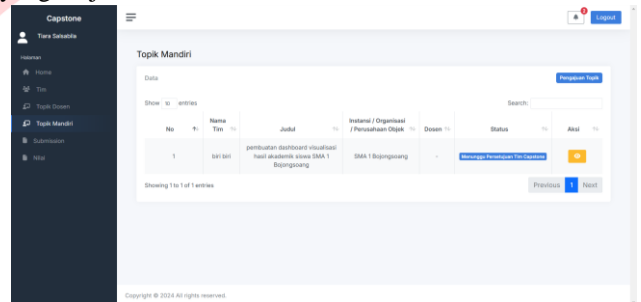 Capstone
Logout
Tiara Salsabila
Halaman
Home
Tim
Topik Dosen
Topik Mandiri
Submission
Nilai
Topik Mandiri
Data
Pengajuan Topik
Show 10 entries
Search:
No
Nama Tim
Judul
Instansi / Organisasi / Perusahaan Objek
Dosen
Status
Aksi
1
biri biri
pembuatan dashboard visualisasi
hasil akademik siswa SMA 1
Bojongsoang
SMA 1 Bojongsoang
-
Menunggu Persetujuan Tim Capstone
Showing 1 to 1 of 1 entries
Previous 1 Next
Copyright © 2024 All rights reserved.